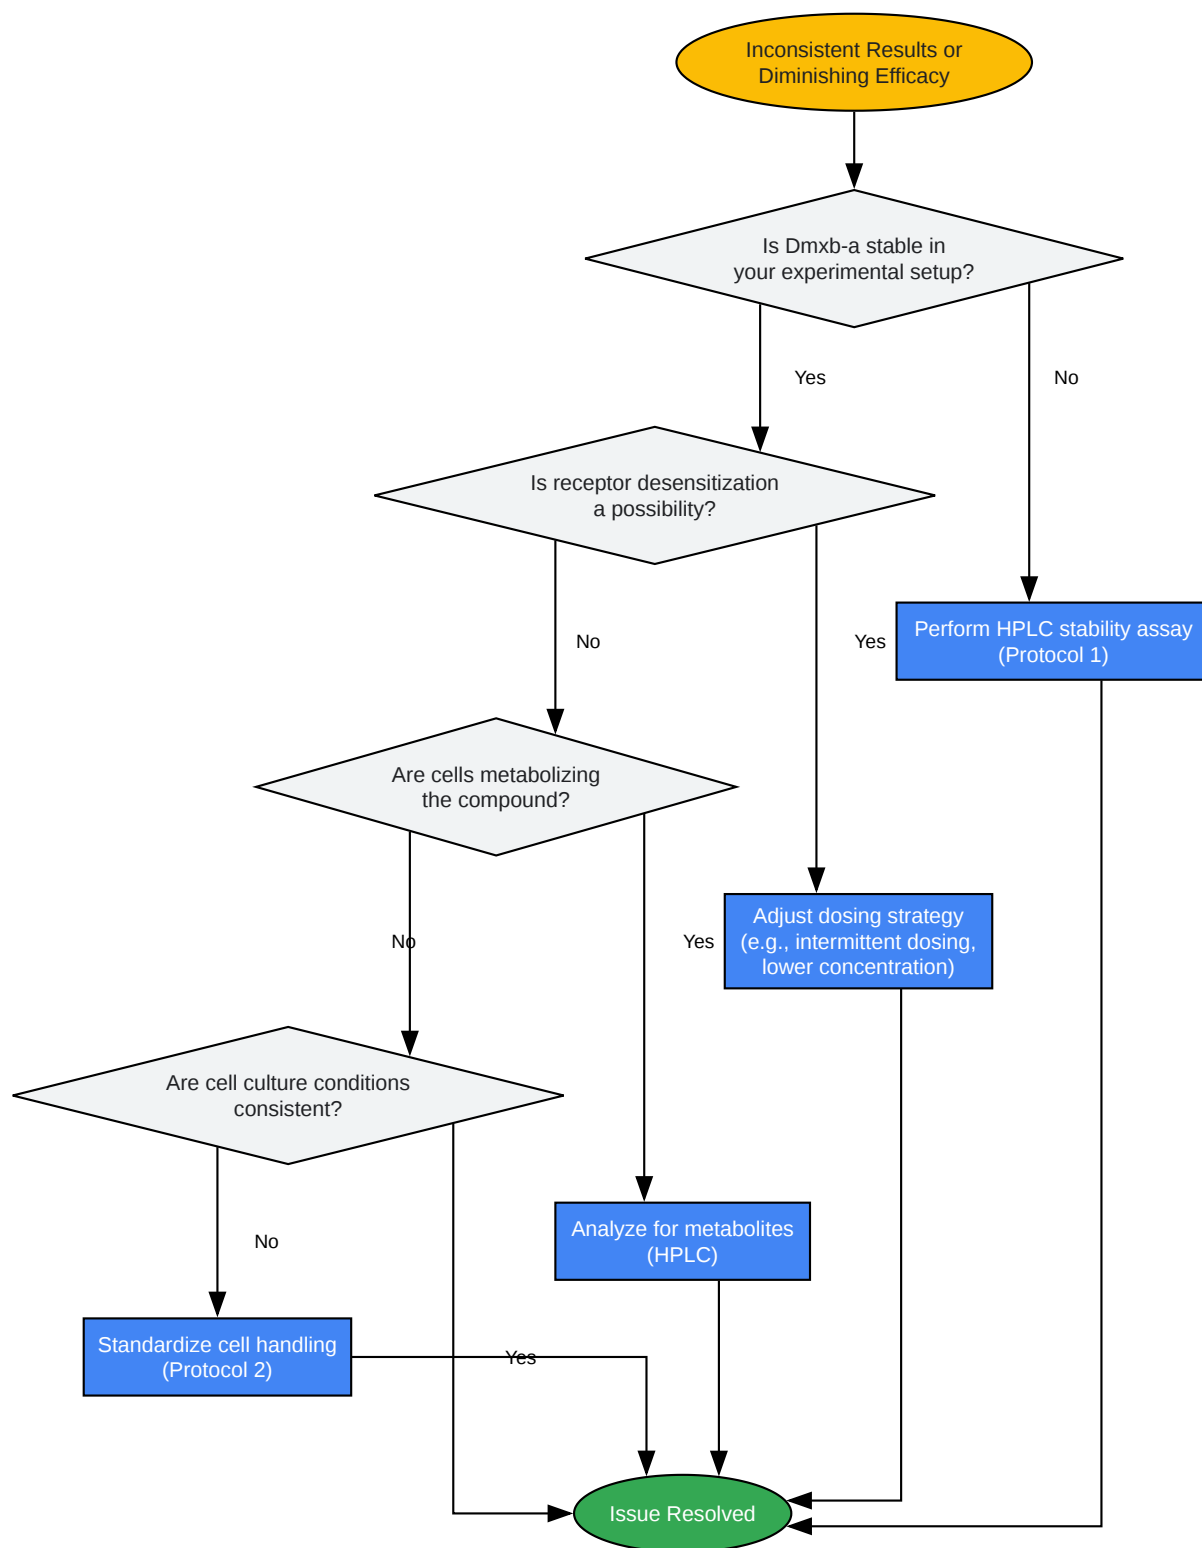 Inconsistent Results or
Diminishing Efficacy
Is Dmxb-a stable in
your experimental setup?
Yes
No
Is receptor desensitization
a possibility?
No
Yes
Perform HPLC stability assay
(Protocol 1)
Are cells metabolizing
the compound?
No
Yes
Adjust dosing strategy
(e.g., intermittent dosing,
lower concentration)
Are cell culture conditions
consistent?
No
Analyze for metabolites
(HPLC)
Standardize cell handling
(Protocol 2)
Yes
Issue Resolved